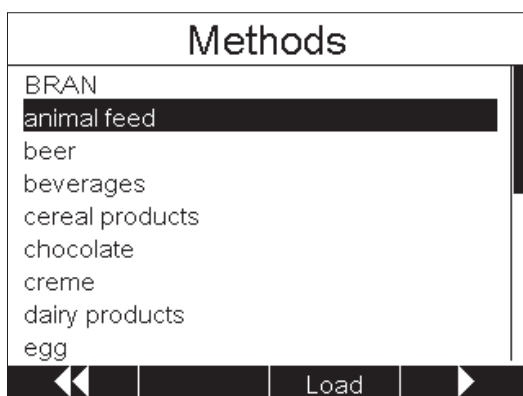 Methods
BRAN
animal feed
beer
beverages
cereal products
chocolate
creme
dairy products
egg
Load